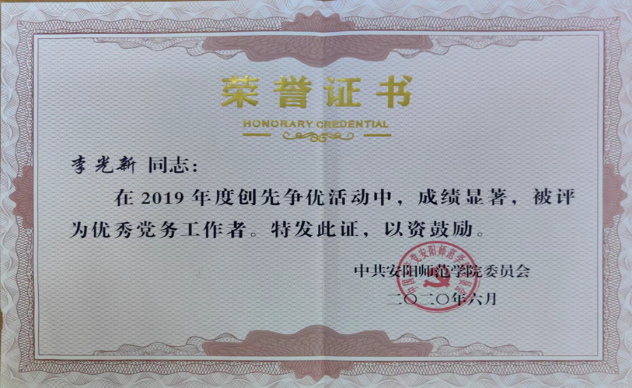 荣誉证书
HONORARY CREDENTIAL
李光新 同志：
在 2019 年度创先争优活动中，成绩显著，被评
为优秀党务工作者。特发此证，以资鼓励。
中共安阳师范学院委员会
二〇二〇年六月